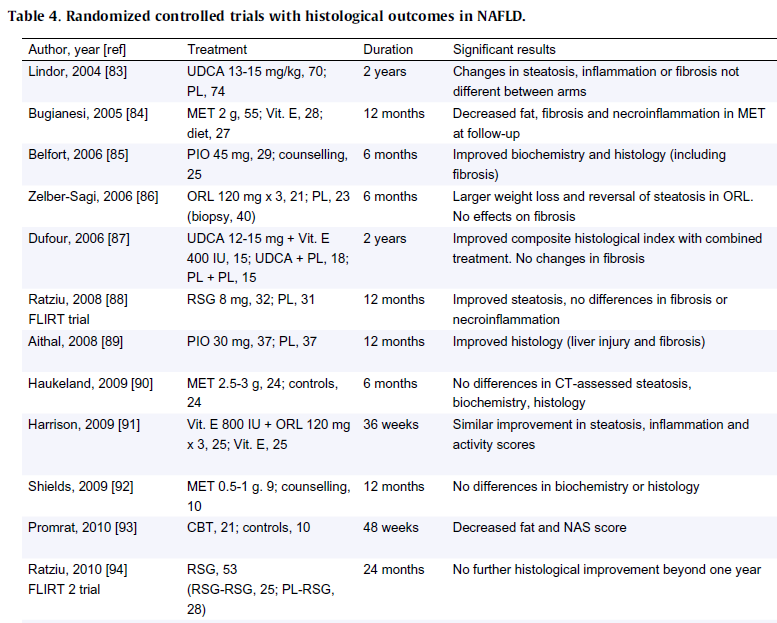 Table 4. Randomized controlled trials with histological outcomes in NAFLD.
Author, year [ref] Treatment Duration Significant results
Lindor, 2004 [83] UDCA 13-15 mg/kg, 70; 2 years Changes in steatosis, inflammation or fibrosis not
PL, 74 different between arms
Bugianesi, 2005 [84] MET 2 g, 55; Vit. E, 28; 12 months Decreased fat, fibrosis and necroinflammation in MET
diet, 27 at follow-up
Belfort, 2006 [85] PIO 45 mg, 29; counselling, 6 months Improved biochemistry and histology (including
25 fibrosis)
Zelber-Sagi, 2006 [86] ORL 120 mg x 3, 21; PL, 23 6 months Larger weight loss and reversal of steatosis in ORL.
(biopsy, 40) No effects on fibrosis
Dufour, 2006 [87] UDCA 12-15 mg + Vit. E 2 years Improved composite histological index with combined
400 IU, 15; UDCA + PL, 18; treatment. No changes in fibrosis
PL + PL, 15
Ratziu, 2008 [88] RSG 8 mg, 32; PL, 31 12 months Improved steatosis, no differences in fibrosis or
FLIRT trial necroinflammation
Aithal, 2008 [89] PIO 30 mg, 37; PL, 37 12 months Improved histology (liver injury and fibrosis)
Haukeland, 2009 [90] MET 2.5-3 g, 24; controls, 6 months No differences in CT-assessed steatosis,
24 biochemistry, histology
Harrison, 2009 [91] Vit. E 800 IU + ORL 120 mg 36 weeks Similar improvement in steatosis, inflammation and
x 3, 25; Vit. E, 25 activity scores
Shields, 2009 [92] MET 0.5-1 g. 9; counselling, 12 months No differences in biochemistry or histology
10
Promrat, 2010 [93] CBT, 21; controls, 10 48 weeks Decreased fat and NAS score
Ratziu, 2010 [94] RSG, 53 24 months No further histological improvement beyond one year
FLIRT 2 trial (RSG-RSG, 25; PL-RSG,
28)